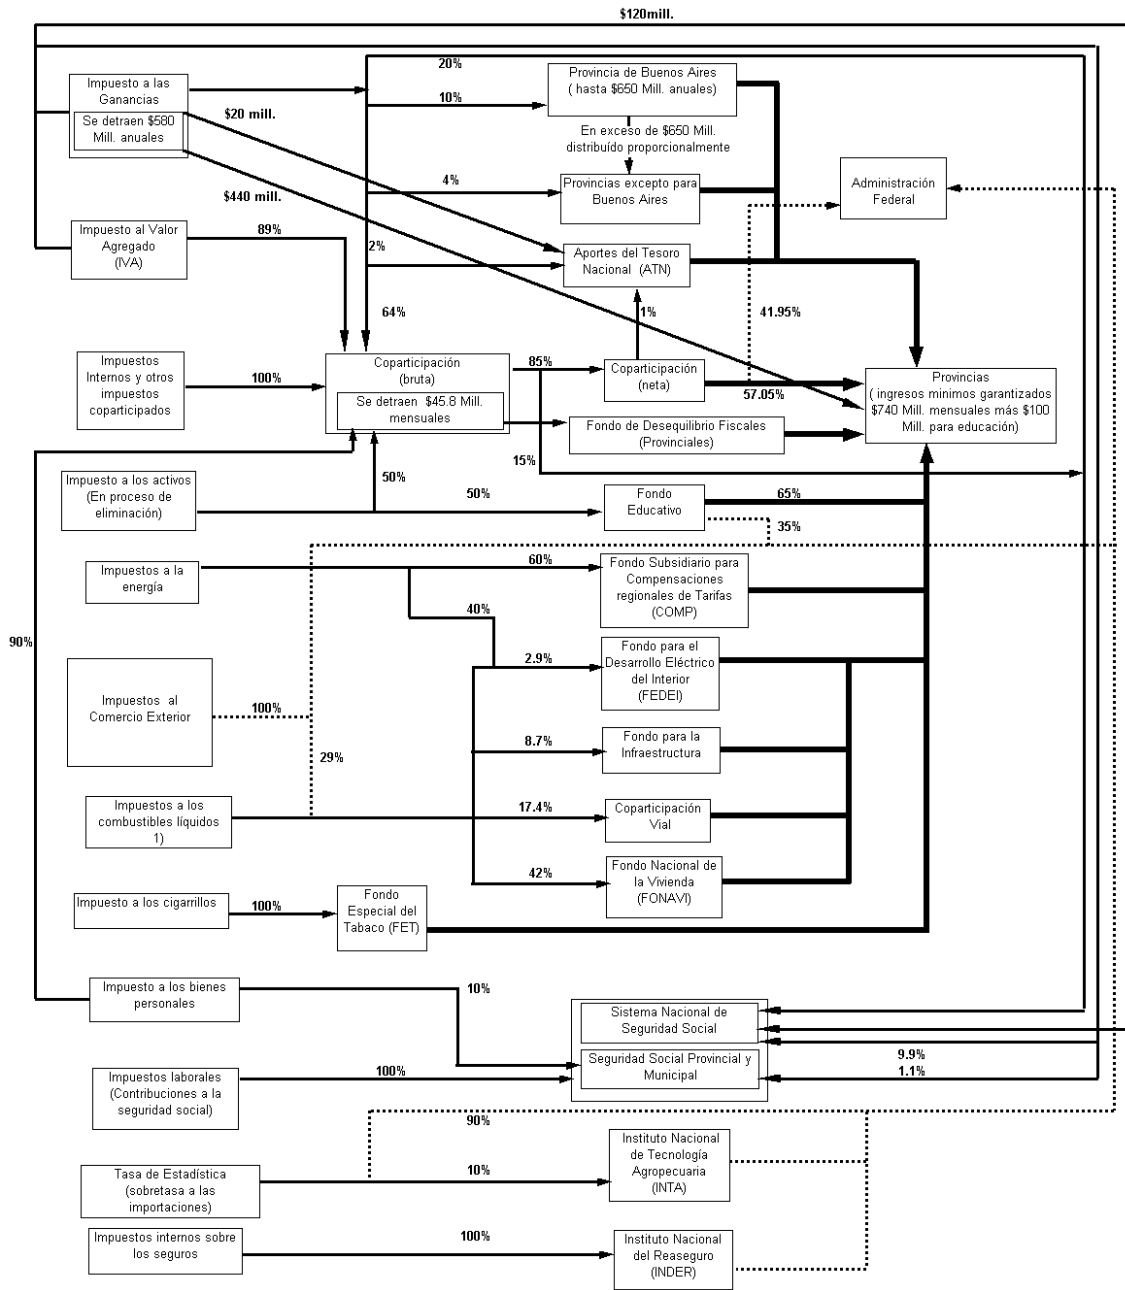 $120mill.
Impuesto a las
Ganancias
Se detraen $580
Mill. anuales
20%
10%
$20 mill.
$440 mill.
Provincia de Buenos Aires
( hasta $650 Mill. anuales)
En exceso de $650 Mill.
distribuído proporcionalmente
4%
Provincias excepto para
Buenos Aires
Administración
Federal
Impuesto al Valor
Agregado
(IVA)
89%
2%
Aportes del Tesoro
Nacional (ATN)
64%
1%
41.95%
Impuestos
Internos y otros
impuestos
coparticipados
100%
Coparticipación
(bruta)
Se detraen $45.8 Mill.
mensuales
85%
Coparticipación
(neta)
57.05%
Provincias
( ingresos minimos garantizados
$740 Mill. mensuales más $100
Mill. para educación)
Fondo de Desequilibrio Fiscales
(Provinciales)
15%
Impuesto a los activos
(En proceso de
eliminación)
50%
50%
Fondo
Educativo
65%
35%
Impuestos a la
energía
60%
40%
Fondo Subsidiario para
Compensaciones
regionales de Tarifas
(COMP)
90%
2.9%
Fondo para el
Desarrollo Eléctrico
del Interior
(FEDEI)
Impuestos al
Comercio Exterior
100%
29%
8.7%
Fondo para la
Infraestructura
Impuestos a los
combustibles líquidos
1)
17.4%
Coparticipación
Vial
42%
Fondo Nacional de
la Vivienda
(FONAVI)
Impuesto a los cigarrillos
100%
Fondo
Especial del
Tabaco (FET)
Impuesto a los bienes
personales
10%
Sistema Nacional de
Seguridad Social
Seguridad Social Provincial y
Municipal
9.9%
1.1%
Impuestos laborales
(Contribuciones a la
seguridad social)
100%
90%
Tasa de Estadística
(sobretasa a las
importaciones)
10%
Instituto Nacional
de Tecnología
Agropecuaria
(INTA)
Impuestos internos sobre
los seguros
100%
Instituto Nacional
del Reaseguro
(INDER)